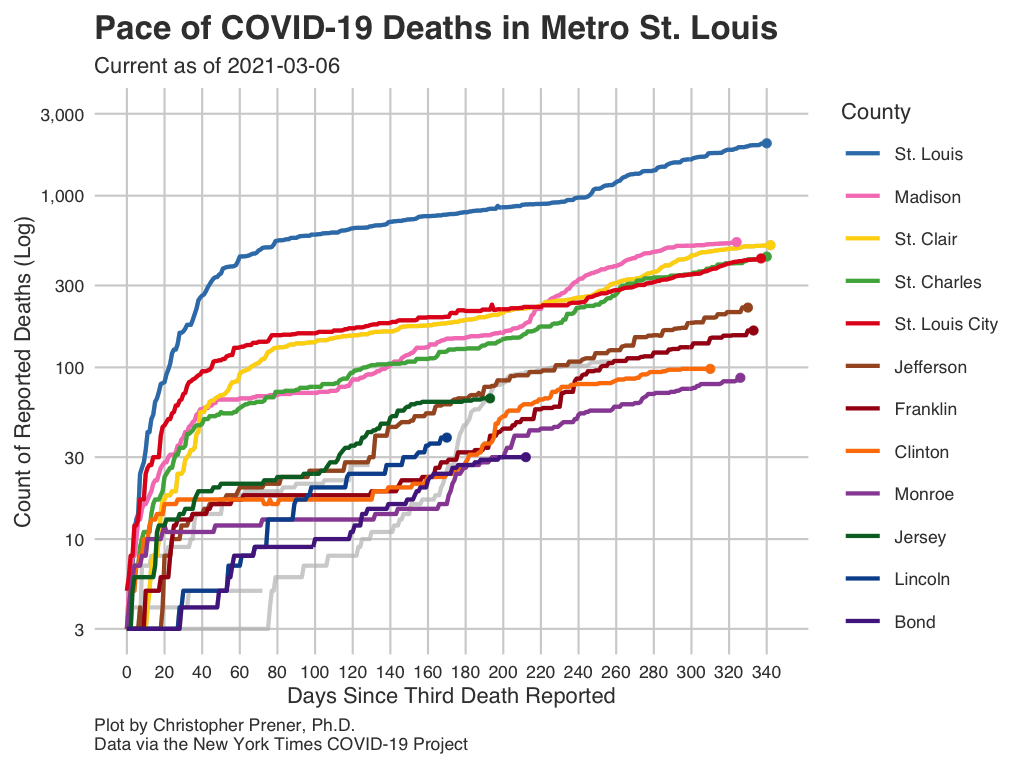 Pace of COVID-19 Deaths in Metro St. Louis
Current as of 2021-03-06
Count of Reported Deaths (Log)
3,000
1,000
300
100
30
10
3
0 20 40 60 80 100 120 140 160 180 200 220 240 260 280 300 320 340
Days Since Third Death Reported
County
St. Louis
Madison
St. Clair
St. Charles
St. Louis City
Jefferson
Franklin
Clinton
Monroe
Jersey
Lincoln
Bond
Plot by Christopher Prener, Ph.D.
Data via the New York Times COVID-19 Project